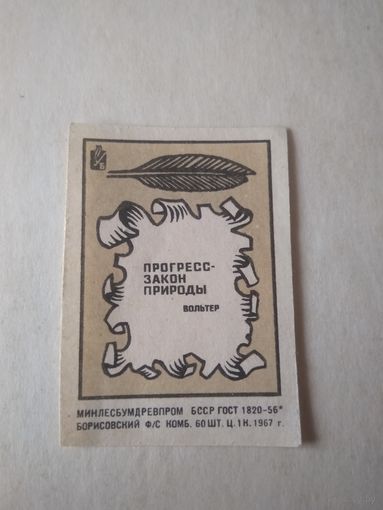 Б
ПРОГРЕСС-
ЗАКОН
ПРИРОДЫ
ВОЛЬТЕР
МИНЛЕСБУМДРЕВПРОМ БССР ГОСТ 1820-56*
БОРИСОВСКИЙ Ф/С КОМБ. 60 ШТ. Ц. 1 К. 1967 г.